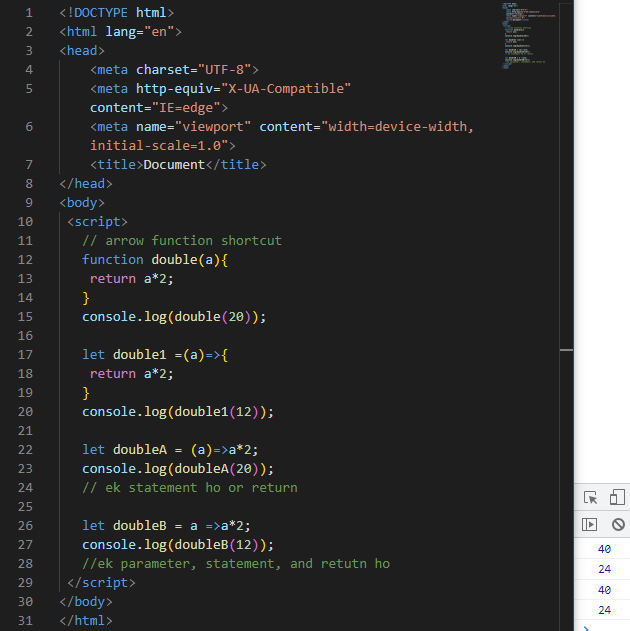 1 <!DOCTYPE html>
2 <html lang="en">
3 <head>
4 <meta charset="UTF-8">
5 <meta http-equiv="X-UA-Compatible"
content="IE=edge">
6 <meta name="viewport" content="width=device-width,
initial-scale=1.0">
7 <title>Document</title>
8 </head>
9 <body>
10 <script>
11 // arrow function shortcut
12 function double(a){
13 return a*2;
14 }
15 console.log(double(20));
16
17 let double1 =(a)=>{
18 return a*2;
19 }
20 console.log(double1(12));
21
22 let doubleA = (a)=>a*2;
23 console.log(doubleA(20));
24 // ek statement ho or return
25
26 let doubleB = a =>a*2;
27 console.log(doubleB(12));
28 //ek parameter, statement, and retutn ho
29 </script>
30 </body>
31 </html>
40
24
40
24